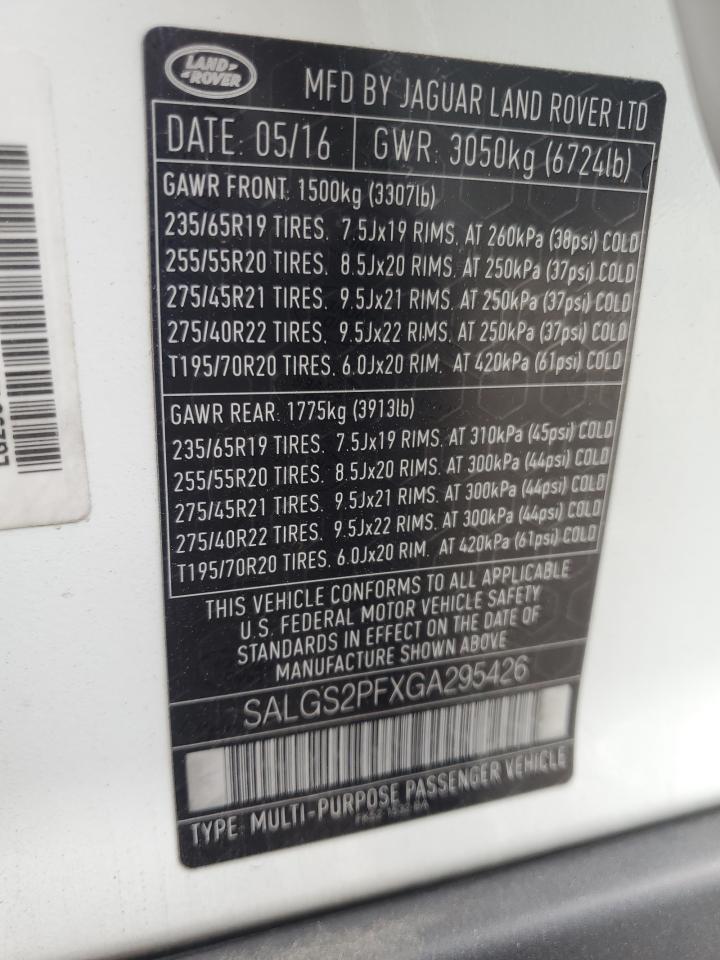 LAND-
-ROVER
MFD BY JAGUAR LAND ROVER LTD
DATE: 05/16 GWR: 3050kg (6724lb)
GAWR FRONT: 1500kg (3307lb)
235/65R19 TIRES, 7.5Jx19 RIMS, AT 260kPa (38psi) COLD
255/55R20 TIRES, 8.5Jx20 RIMS, AT 250kPa (37psi) COLD
275/45R21 TIRES, 9.5Jx21 RIMS, AT 250kPa (37psi) COLD
275/40R22 TIRES, 9.5Jx22 RIMS, AT 250kPa (37psi) COLD
T195/70R20 TIRES, 6.0Jx20 RIM, AT 420kPa (61psi) COLD
GAWR REAR: 1775kg (3913lb)
235/65R19 TIRES, 7.5Jx19 RIMS, AT 310kPa (45psi) COLD
255/55R20 TIRES, 8.5Jx20 RIMS, AT 300kPa (44psi) COLD
275/45R21 TIRES, 9.5Jx21 RIMS, AT 300kPa (44psi) COLD
275/40R22 TIRES, 9.5Jx22 RIMS, AT 300kPa (44psi) COLD
T195/70R20 TIRES, 6.0Jx20 RIM, AT 420kPa (61psi) COLD
THIS VEHICLE CONFORMS TO ALL APPLICABLE
U.S. FEDERAL MOTOR VEHICLE SAFETY
STANDARDS IN EFFECT ON THE DATE OF
MANUFACTURE SHOWN ABOVE
SALGS2PFXGA295426
TYPE: MULTI-PURPOSE PASSENGER VEHICLE